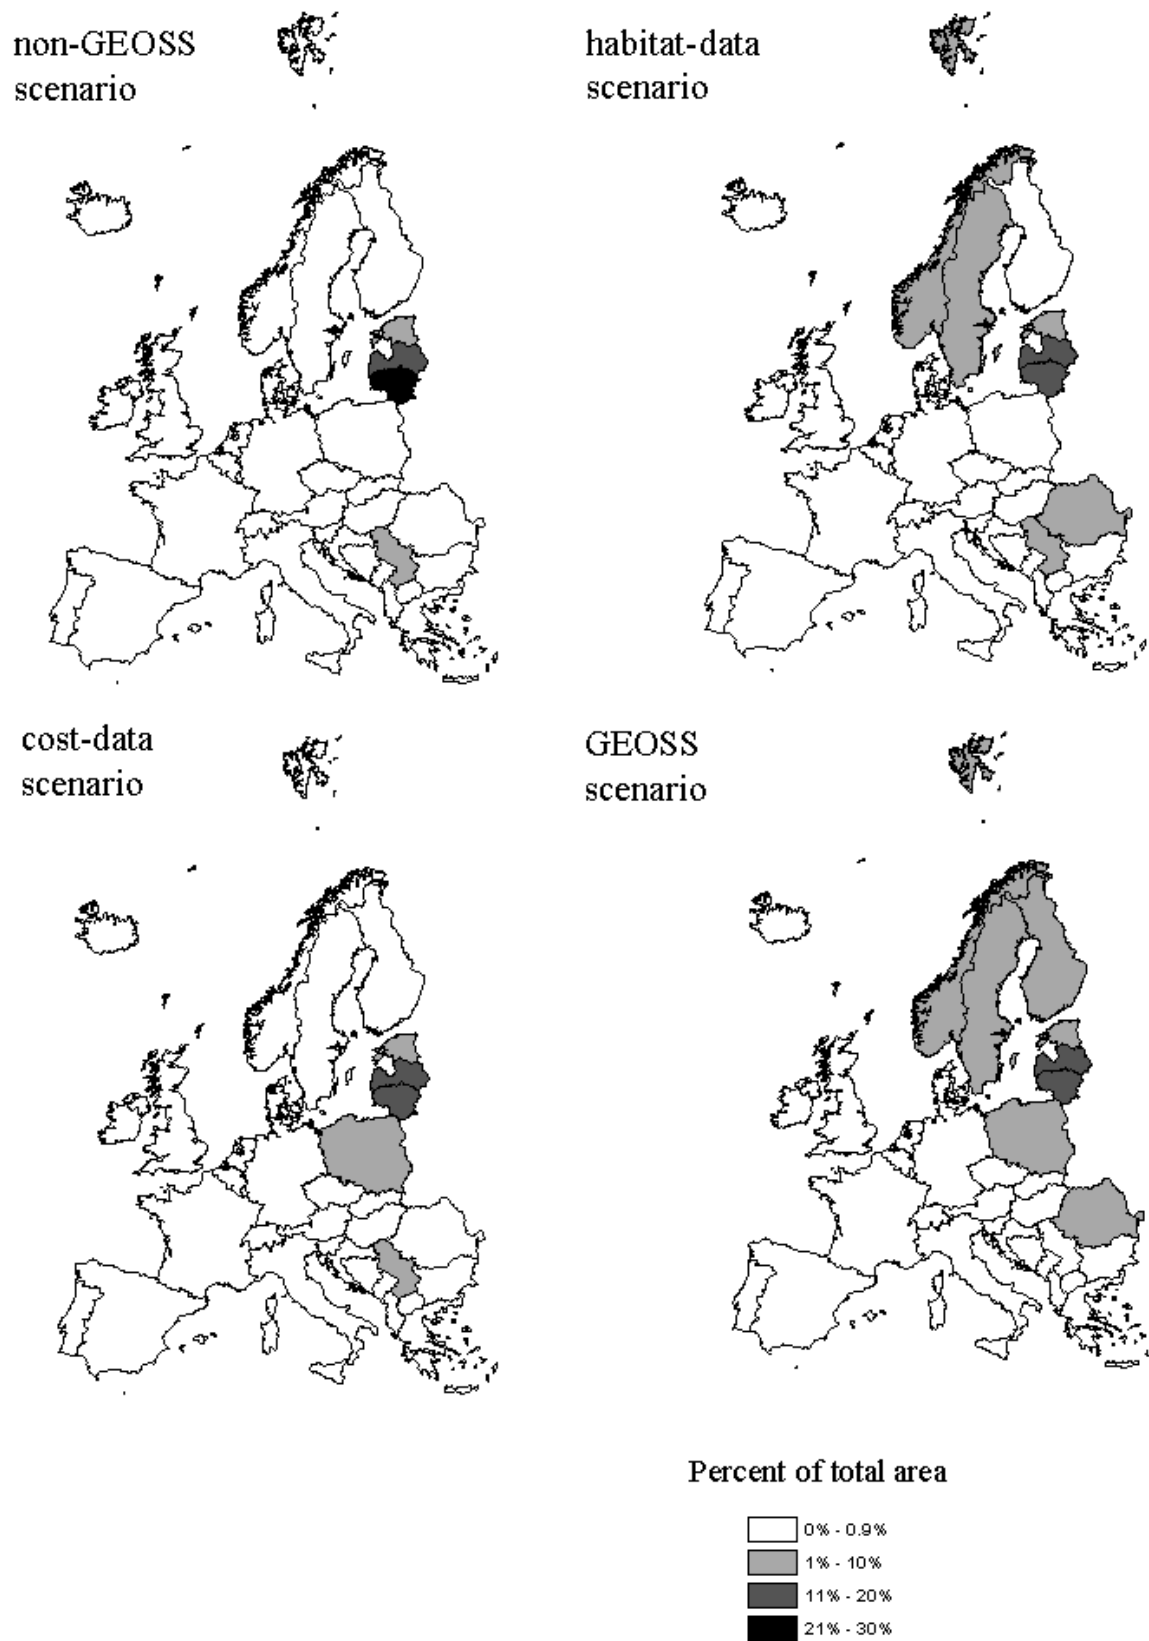 non-GEOSS
scenario
habitat-data
scenario
cost-data
scenario
GEOSS
scenario
Percent of total area
0% - 0.9%
1% - 10%
11% - 20%
21% - 30%